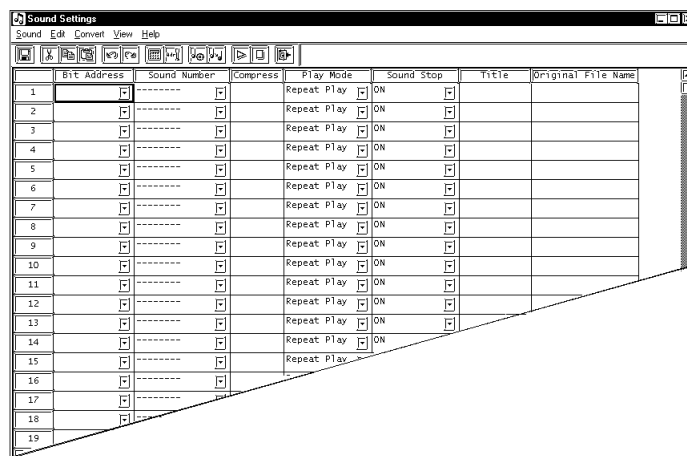 Sound Settings
Sound Edit Convert View Help
Bit Address Sound Number Compress Play Mode Sound Stop Title Original File Name
1 -------- Repeat Play ON
2 -------- Repeat Play ON
3 -------- Repeat Play ON
4 -------- Repeat Play ON
5 -------- Repeat Play ON
6 -------- Repeat Play ON
7 -------- Repeat Play ON
8 -------- Repeat Play ON
9 -------- Repeat Play ON
10 -------- Repeat Play ON
11 -------- Repeat Play ON
12 -------- Repeat Play ON
13 -------- Repeat Play ON
14 -------- Repeat Play ON
15 -------- Repeat Play
16 --------
17 --------
18
19